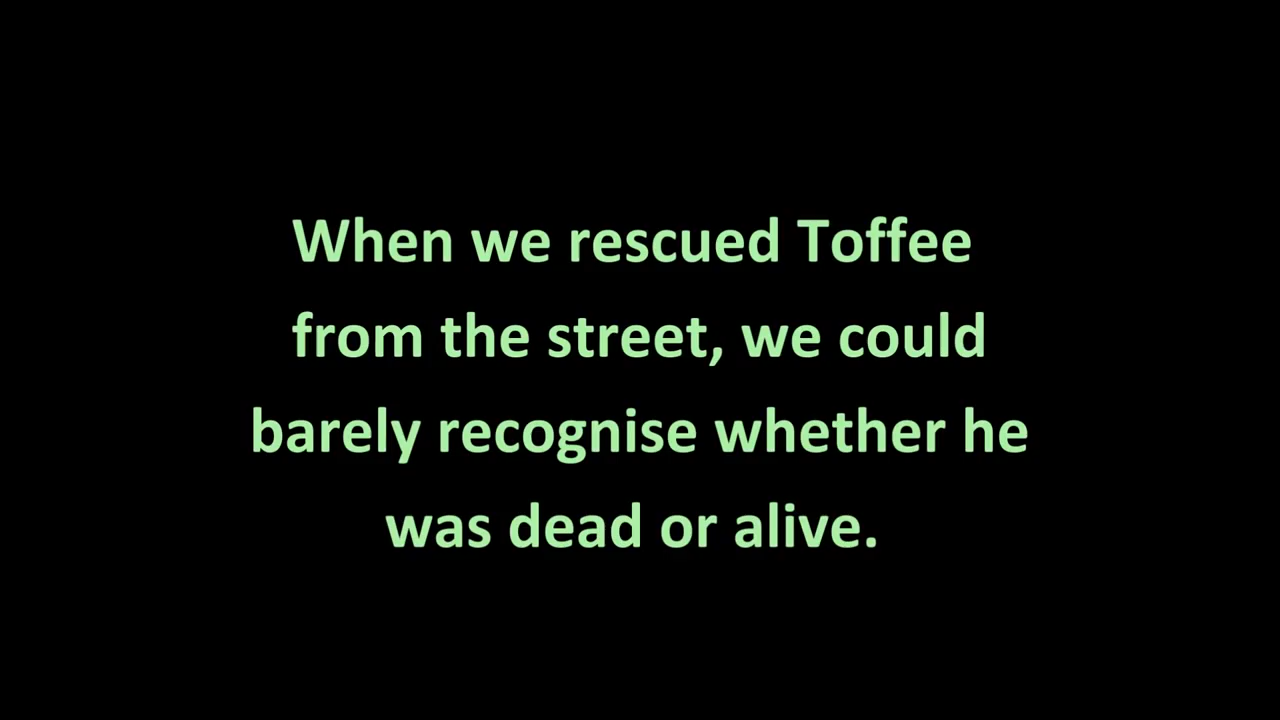 When we rescued Toffee
from the street, we could
barely recognise whether he
was dead or alive.